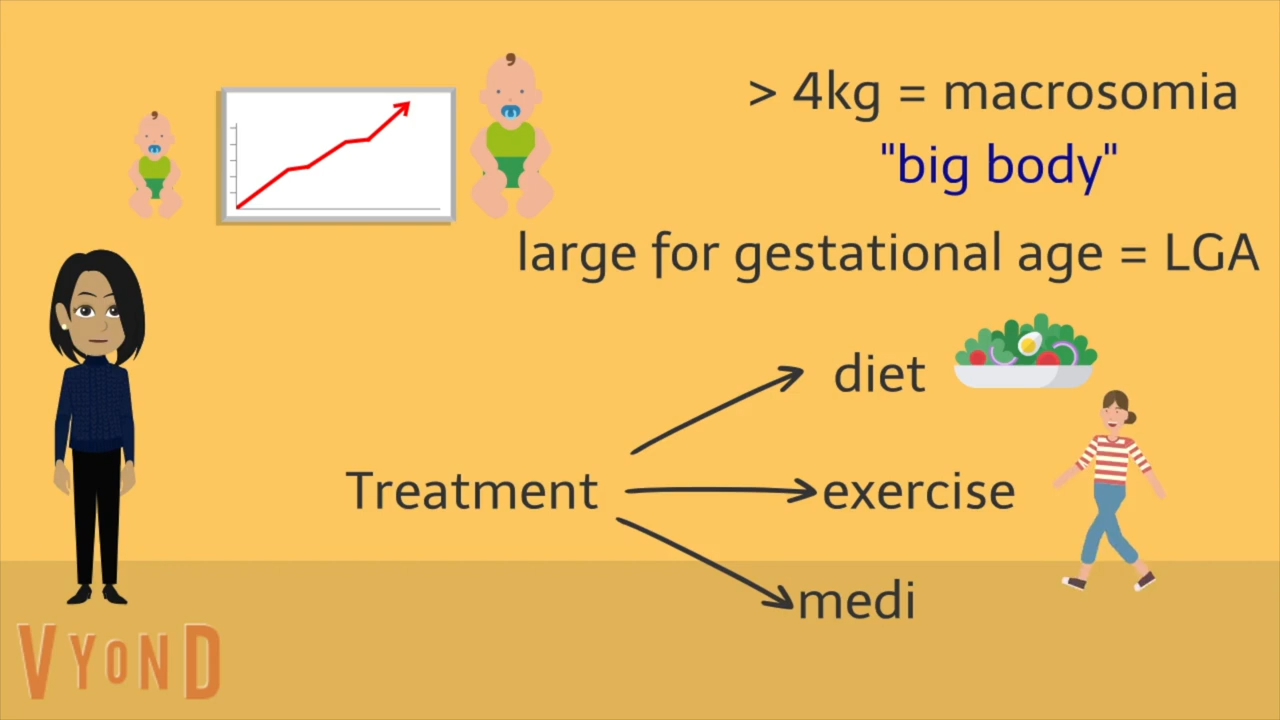 > 4kg = macrosomia
"big body"
large for gestational age = LGA
diet
Treatment
exercise
medi
VYOND